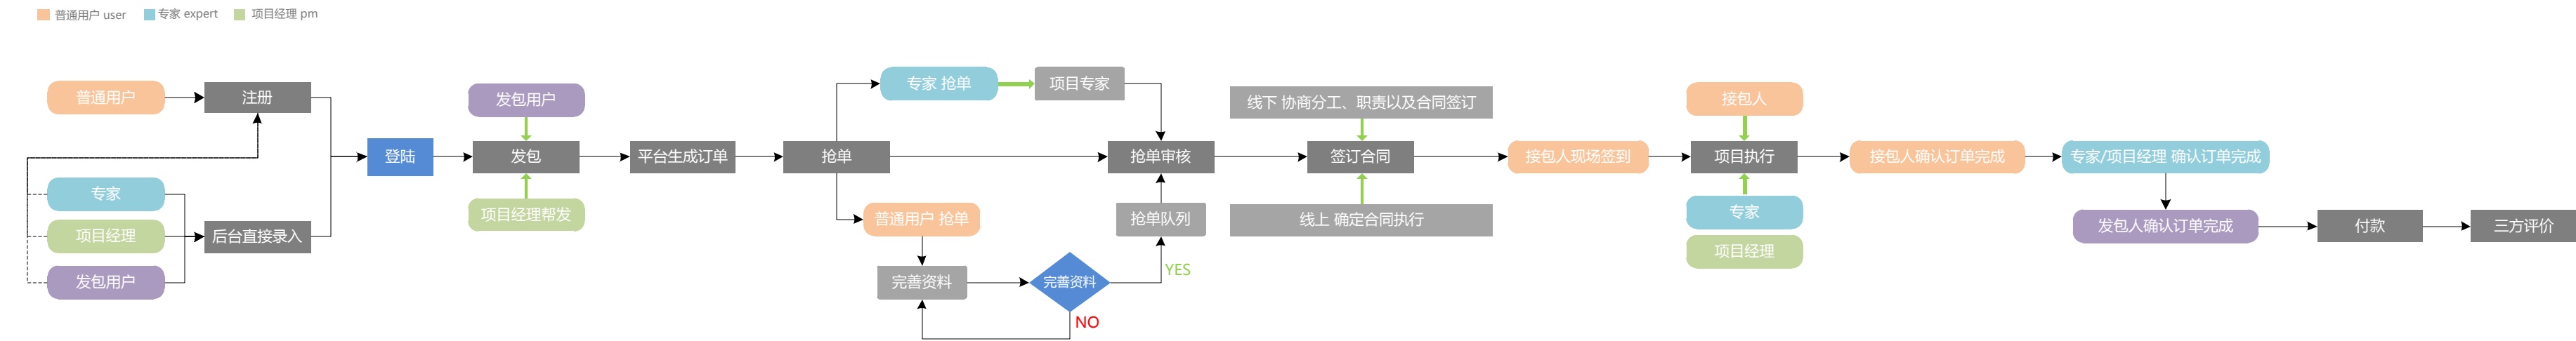 普通用户 user
专家 expert
项目经理 pm
普通用户
注册
专家
项目经理
发包用户
后台直接录入
登陆
发包用户
发包
项目经理帮发
平台生成订单
抢单
专家 抢单
项目专家
普通用户 抢单
完善资料
完善资料
YES
NO
抢单队列
抢单审核
线下 协商分工、职责以及合同签订
签订合同
线上 确定合同执行
接包人现场签到
接包人
项目执行
专家
项目经理
接包人确认订单完成
专家/项目经理 确认订单完成
发包人确认订单完成
付款
三方评价